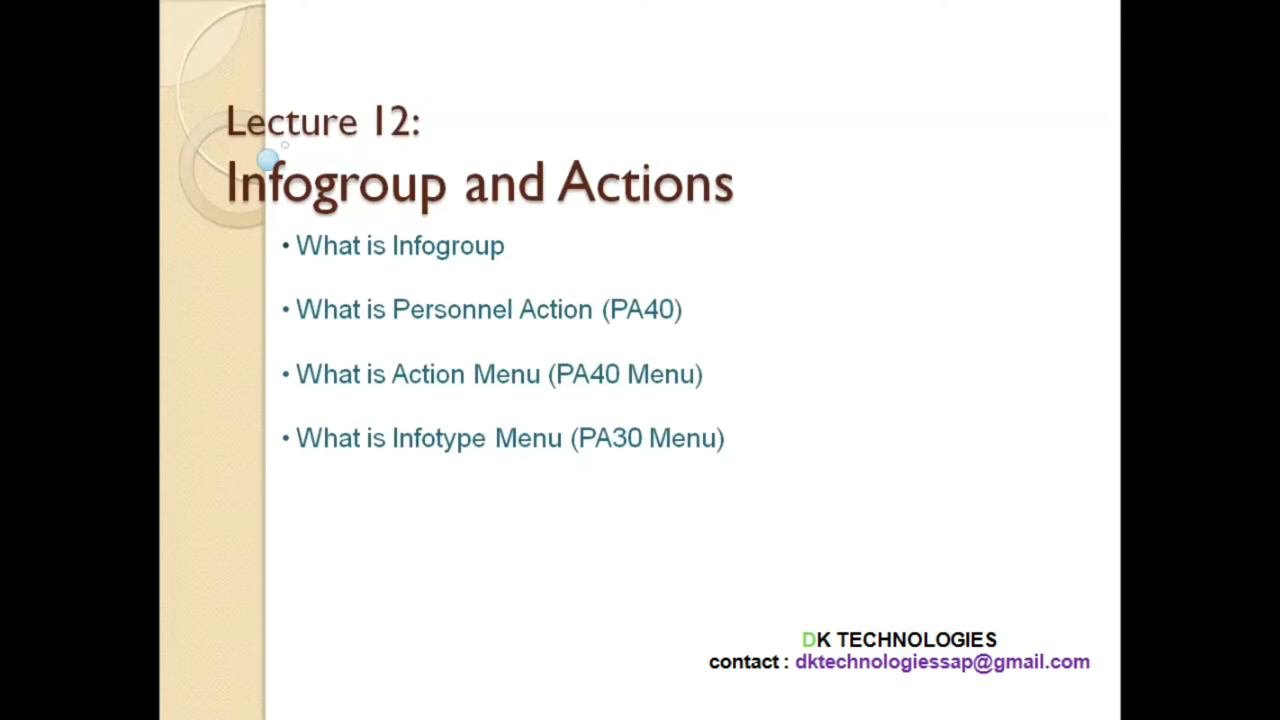 Lecture 12:
Infogroup and Actions
• What is Infogroup
• What is Personnel Action (PA40)
• What is Action Menu (PA40 Menu)
• What is Infotype Menu (PA30 Menu)
DK TECHNOLOGIES
contact : dktechnologiessap@gmail.com